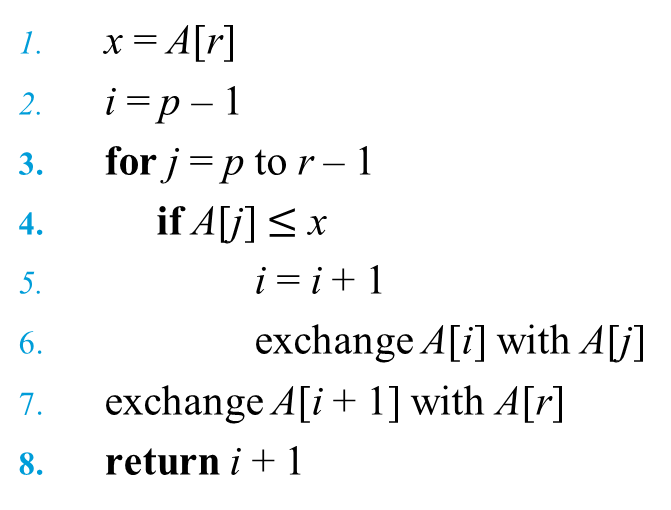 1. x = A[r]
2. i = p – 1
3. for j = p to r – 1
4. if A[j] ≤ x
5. i = i + 1
6. exchange A[i] with A[j]
7. exchange A[i + 1] with A[r]
8. return i + 1